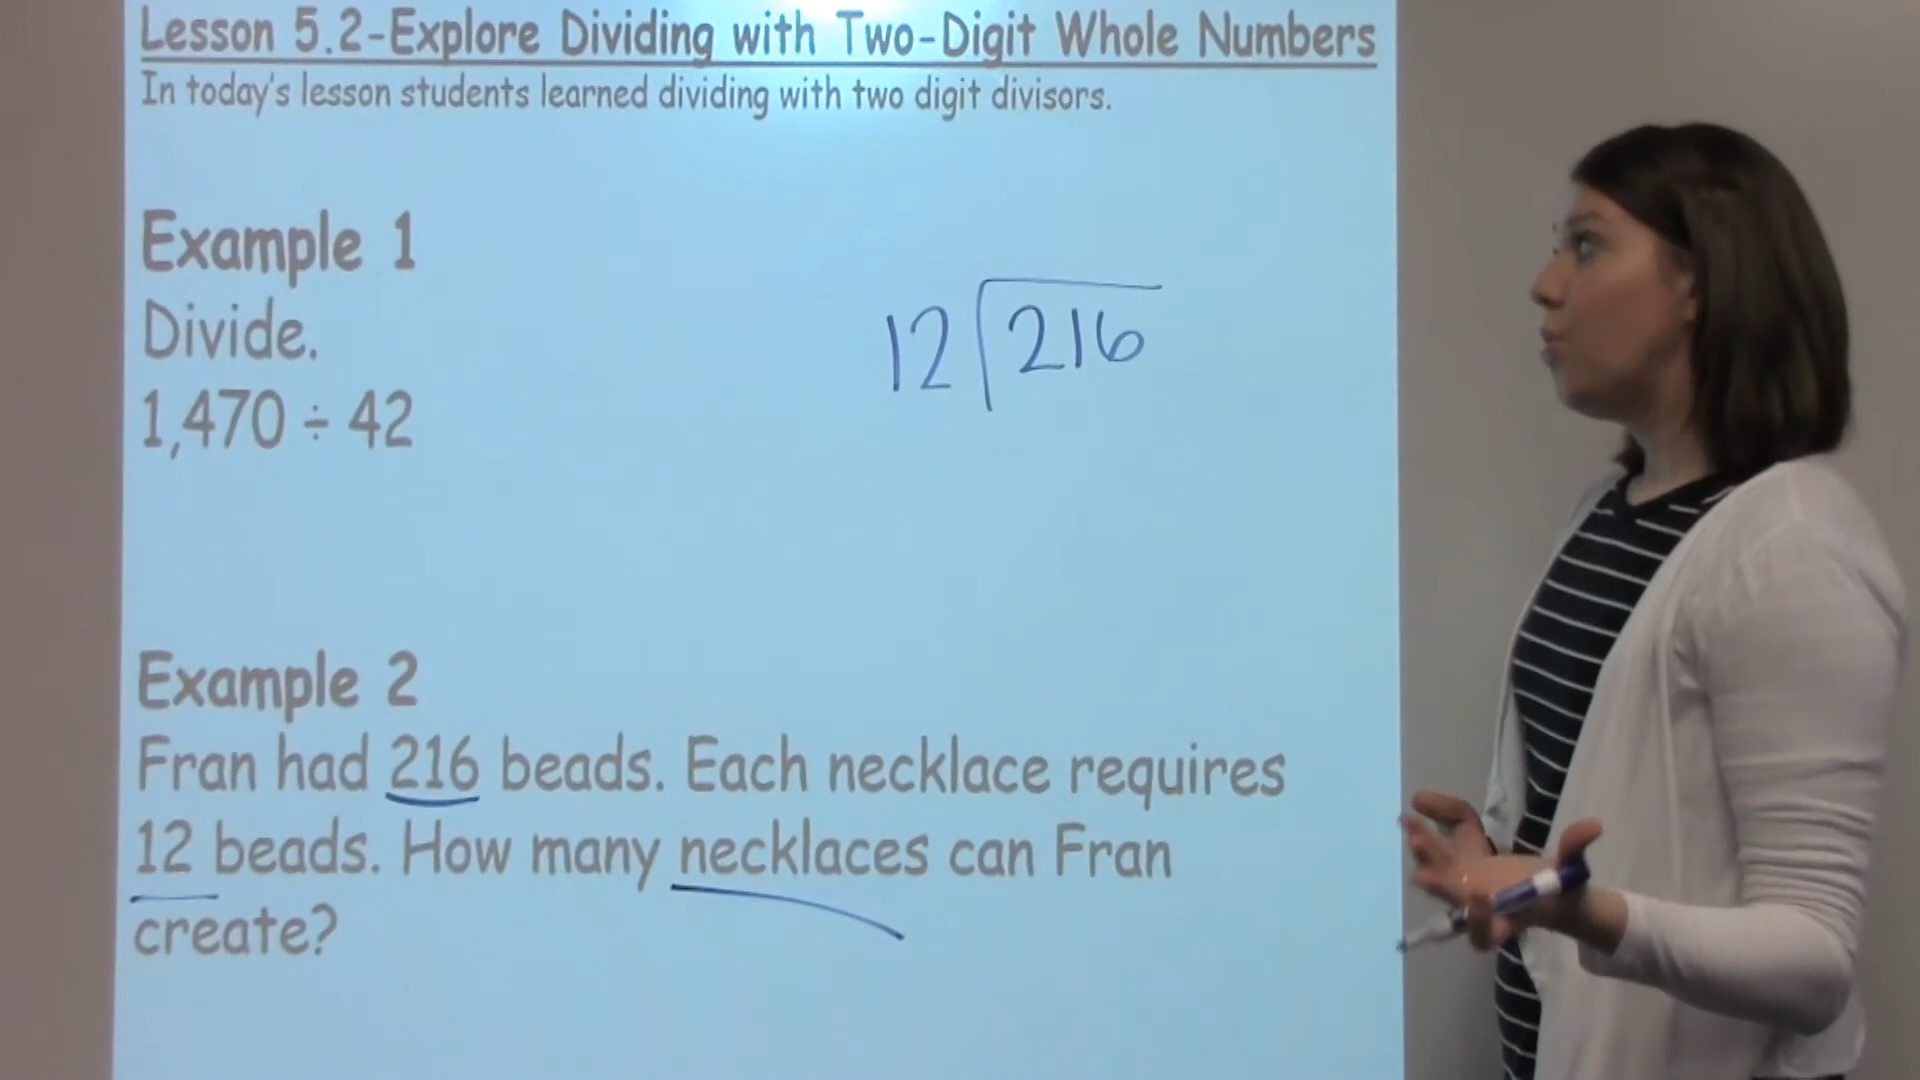 Lesson 5.2-Explore Dividing with Two-Digit Whole Numbers
In today's lesson students learned dividing with two digit divisors.
Example 1
Divide.
1,470 ÷ 42
12 216
Example 2
Fran had 216 beads. Each necklace requires
12 beads. How many necklaces can Fran
create?